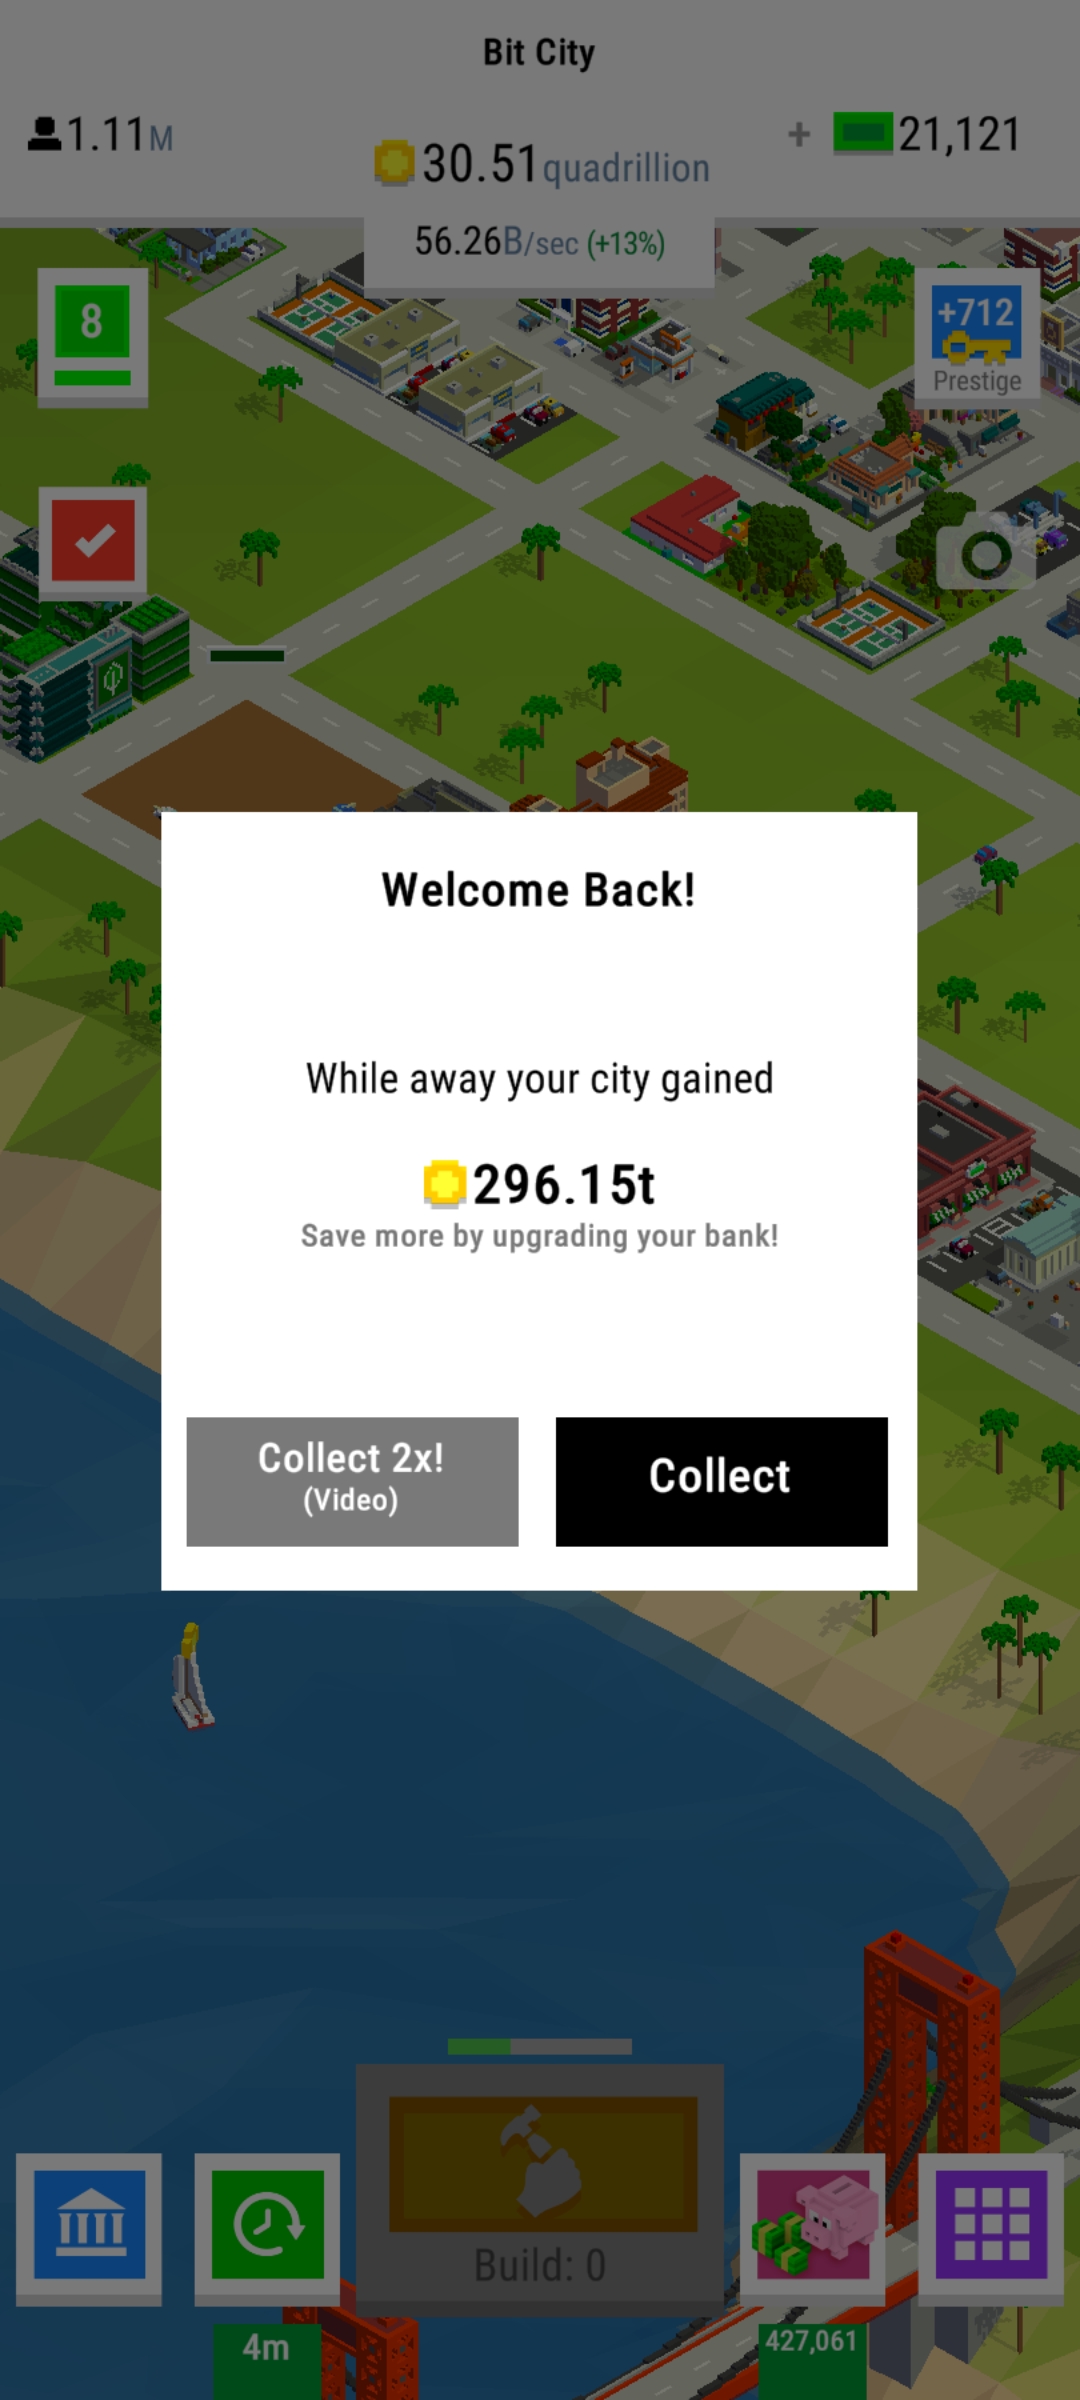 Bit City
1.11M
30.51quadrillion
+ 21,121
56.26B/sec (+13%)
8
+712
Prestige
Welcome Back!
While away your city gained
296.15t
Save more by upgrading your bank!
Collect 2x!
(Video)
Collect
Build: 0
4m
427,061